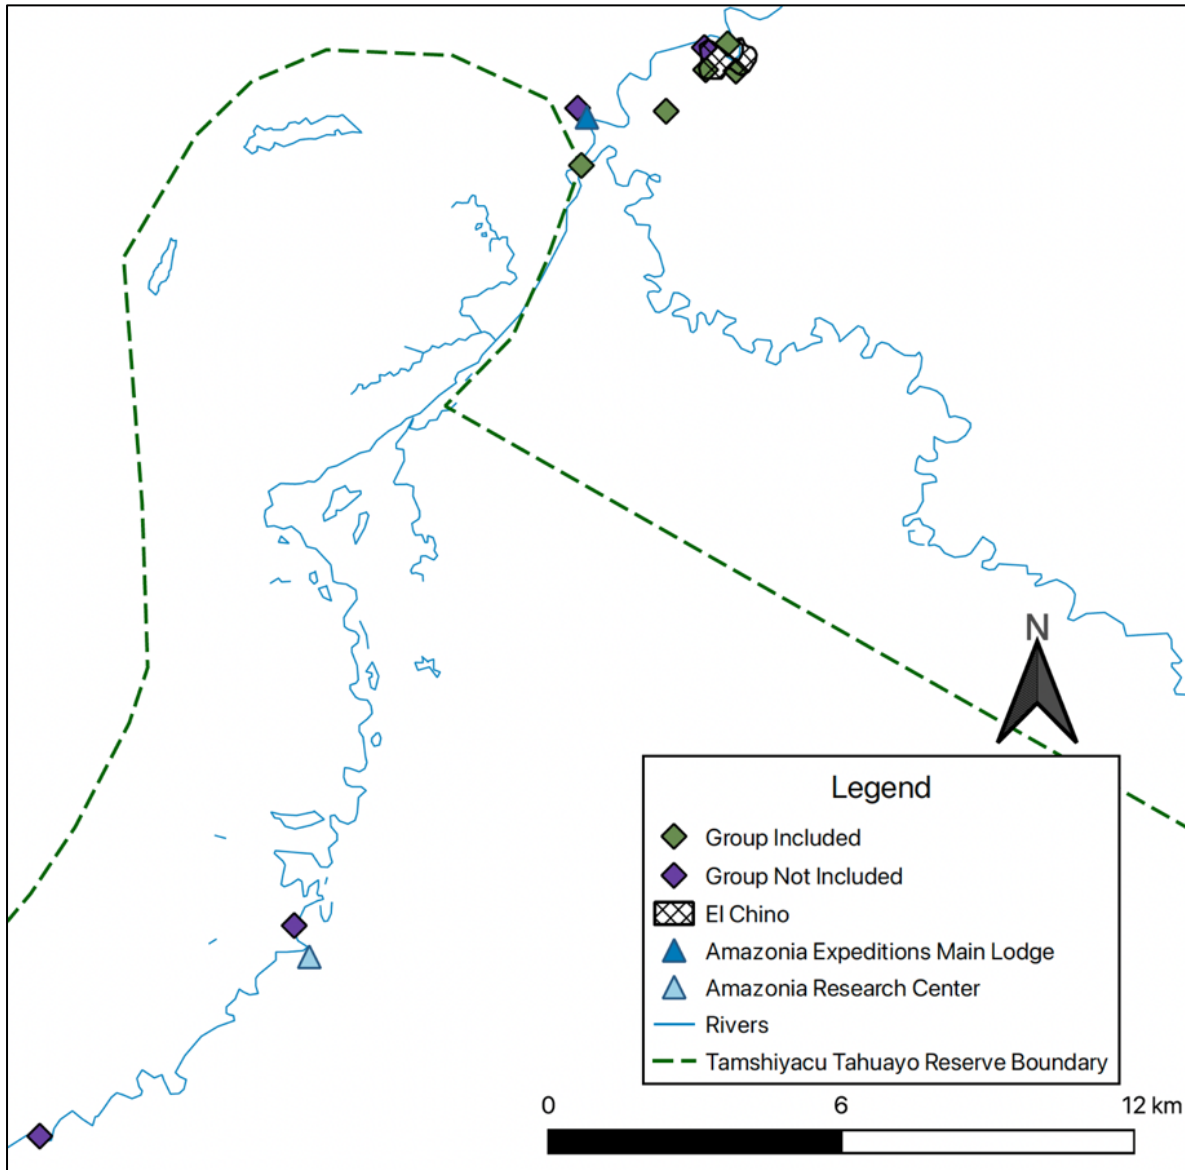 N
Legend
Group Included
Group Not Included
El Chino
Amazonia Expeditions Main Lodge
Amazonia Research Center
Rivers
Tamshiyacu Tahuayo Reserve Boundary
0 6 12 km